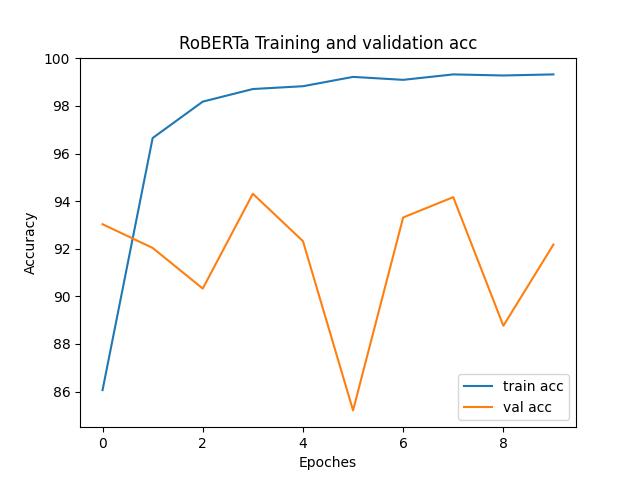 RoBERTa Training and validation acc
100
98
96
94
92
90
88
86
Accuracy
0
2
4
6
8
Epoches
train acc
val acc